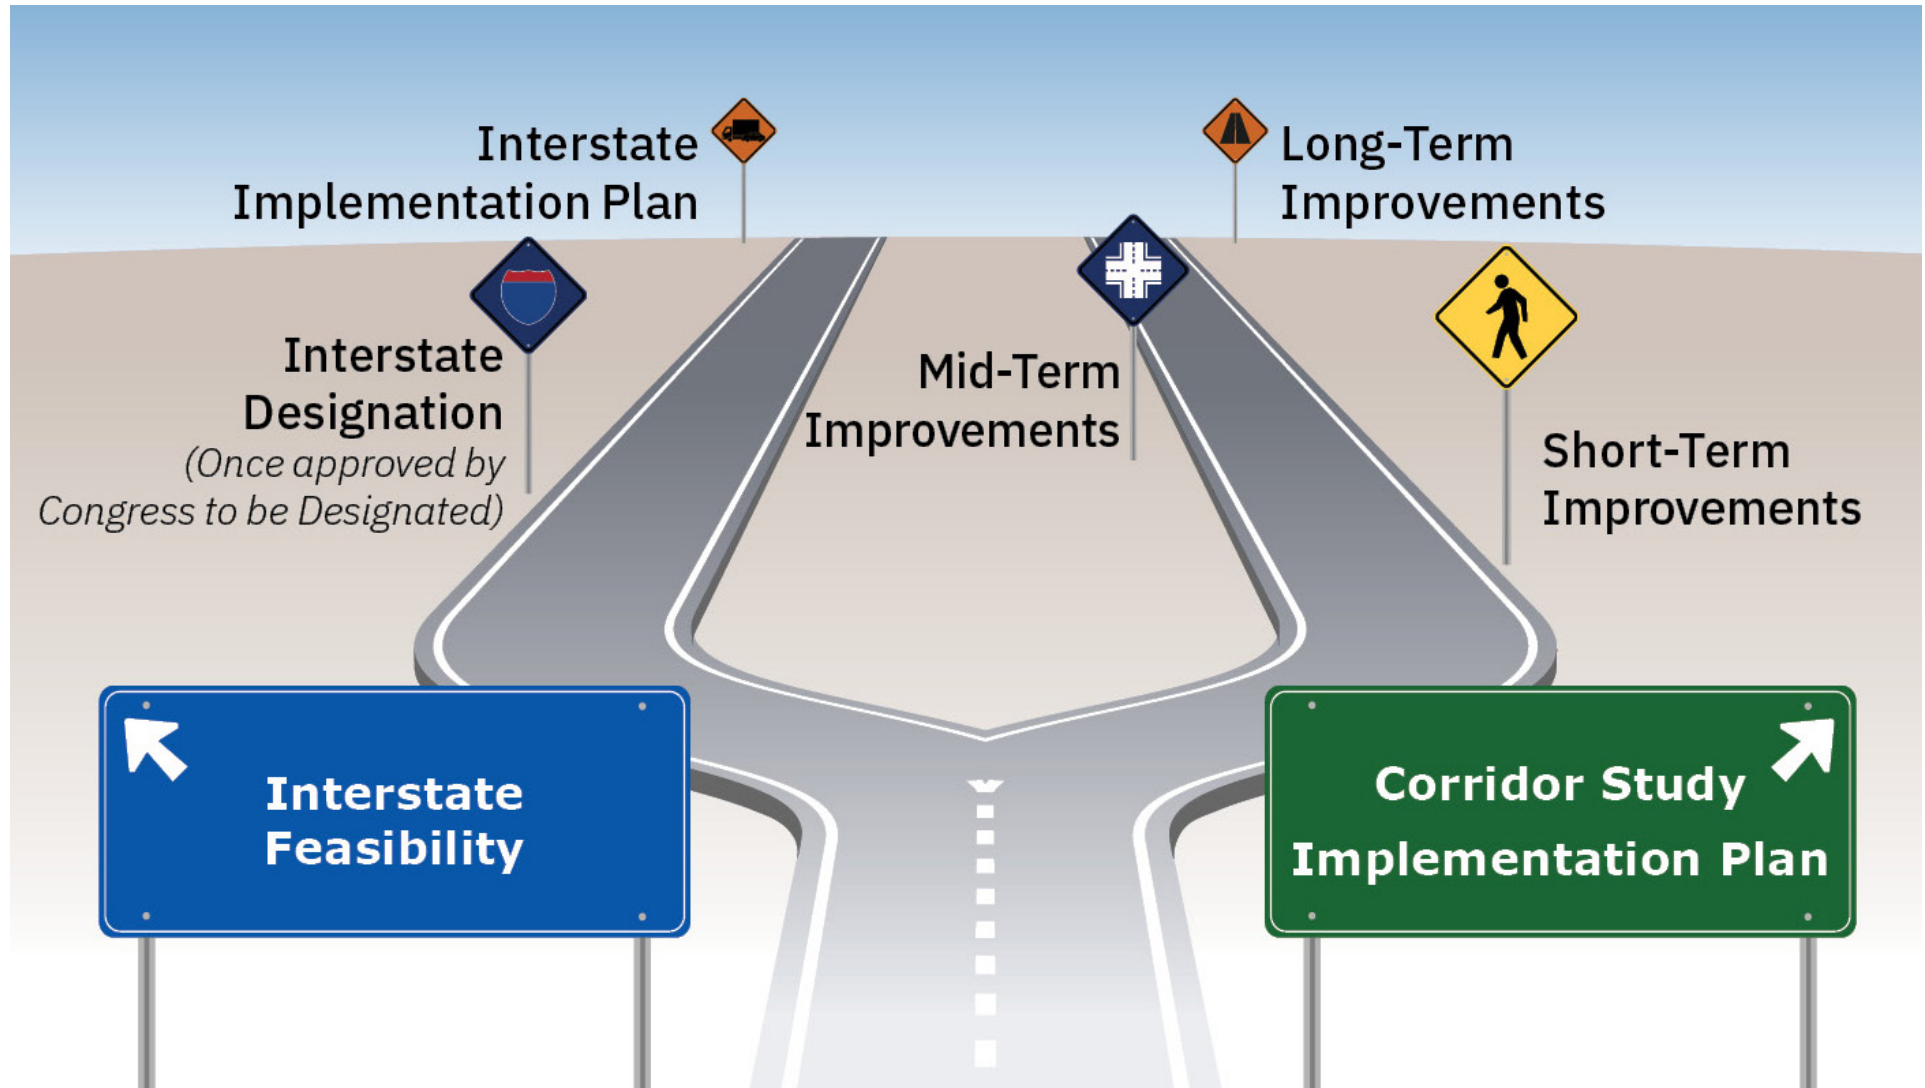 Interstate
Implementation Plan
Long-Term
Improvements
Interstate
Designation
(Once approved by
Congress to be Designated)
Mid-Term
Improvements
Short-Term
Improvements
Interstate
Feasibility
Corridor Study
Implementation Plan